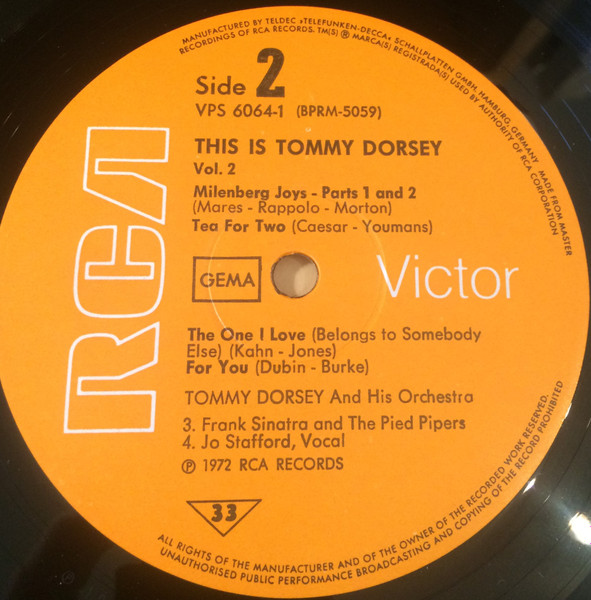 MANUFACTURED BY TELDEC »TELEFUNKEN-DECCA« SCHALLPLATTEN GMBH, HAMBURG, GERMANY MADE FROM MASTER
RECORDINGS OF RCA RECORDS. TM(S) ® MARCA(S) REGISTRADA(S) USED BY AUTHORITY OF RCA CORPORATION
Side 2
VPS 6064-1 (BPRM-5059)
THIS IS TOMMY DORSEY
Vol. 2
Milenberg Joys - Parts 1 and 2
(Mares - Rappolo - Morton)
Tea For Two (Caesar - Youmans)
RCA
GEMA
Victor
The One I Love (Belongs to Somebody
Else) (Kahn - Jones)
For You (Dubin - Burke)
TOMMY DORSEY And His Orchestra
3. Frank Sinatra and The Pied Pipers
4. Jo Stafford, Vocal
℗ 1972 RCA RECORDS
33
ALL RIGHTS OF THE MANUFACTURER AND OF THE OWNER OF THE RECORDED WORK RESERVED.
UNAUTHORISED PUBLIC PERFORMANCE BROADCASTING AND COPYING OF THE RECORD PROHIBITED